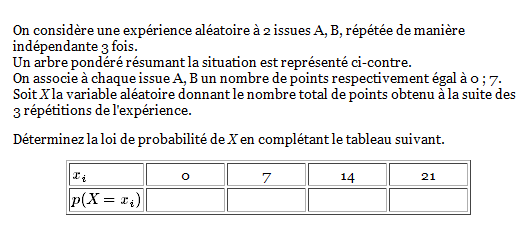 On considère une expérience aléatoire à 2 issues A, B, répétée de manière
indépendante 3 fois.
Un arbre pondéré résumant la situation est représenté ci-contre.
On associe à chaque issue A, B un nombre de points respectivement égal à 0 ; 7.
Soit X la variable aléatoire donnant le nombre total de points obtenu à la suite des
3 répétitions de l'expérience.
Déterminez la loi de probabilité de X en complétant le tableau suivant.
x_i 0 7 14 21
p(X = x_i)